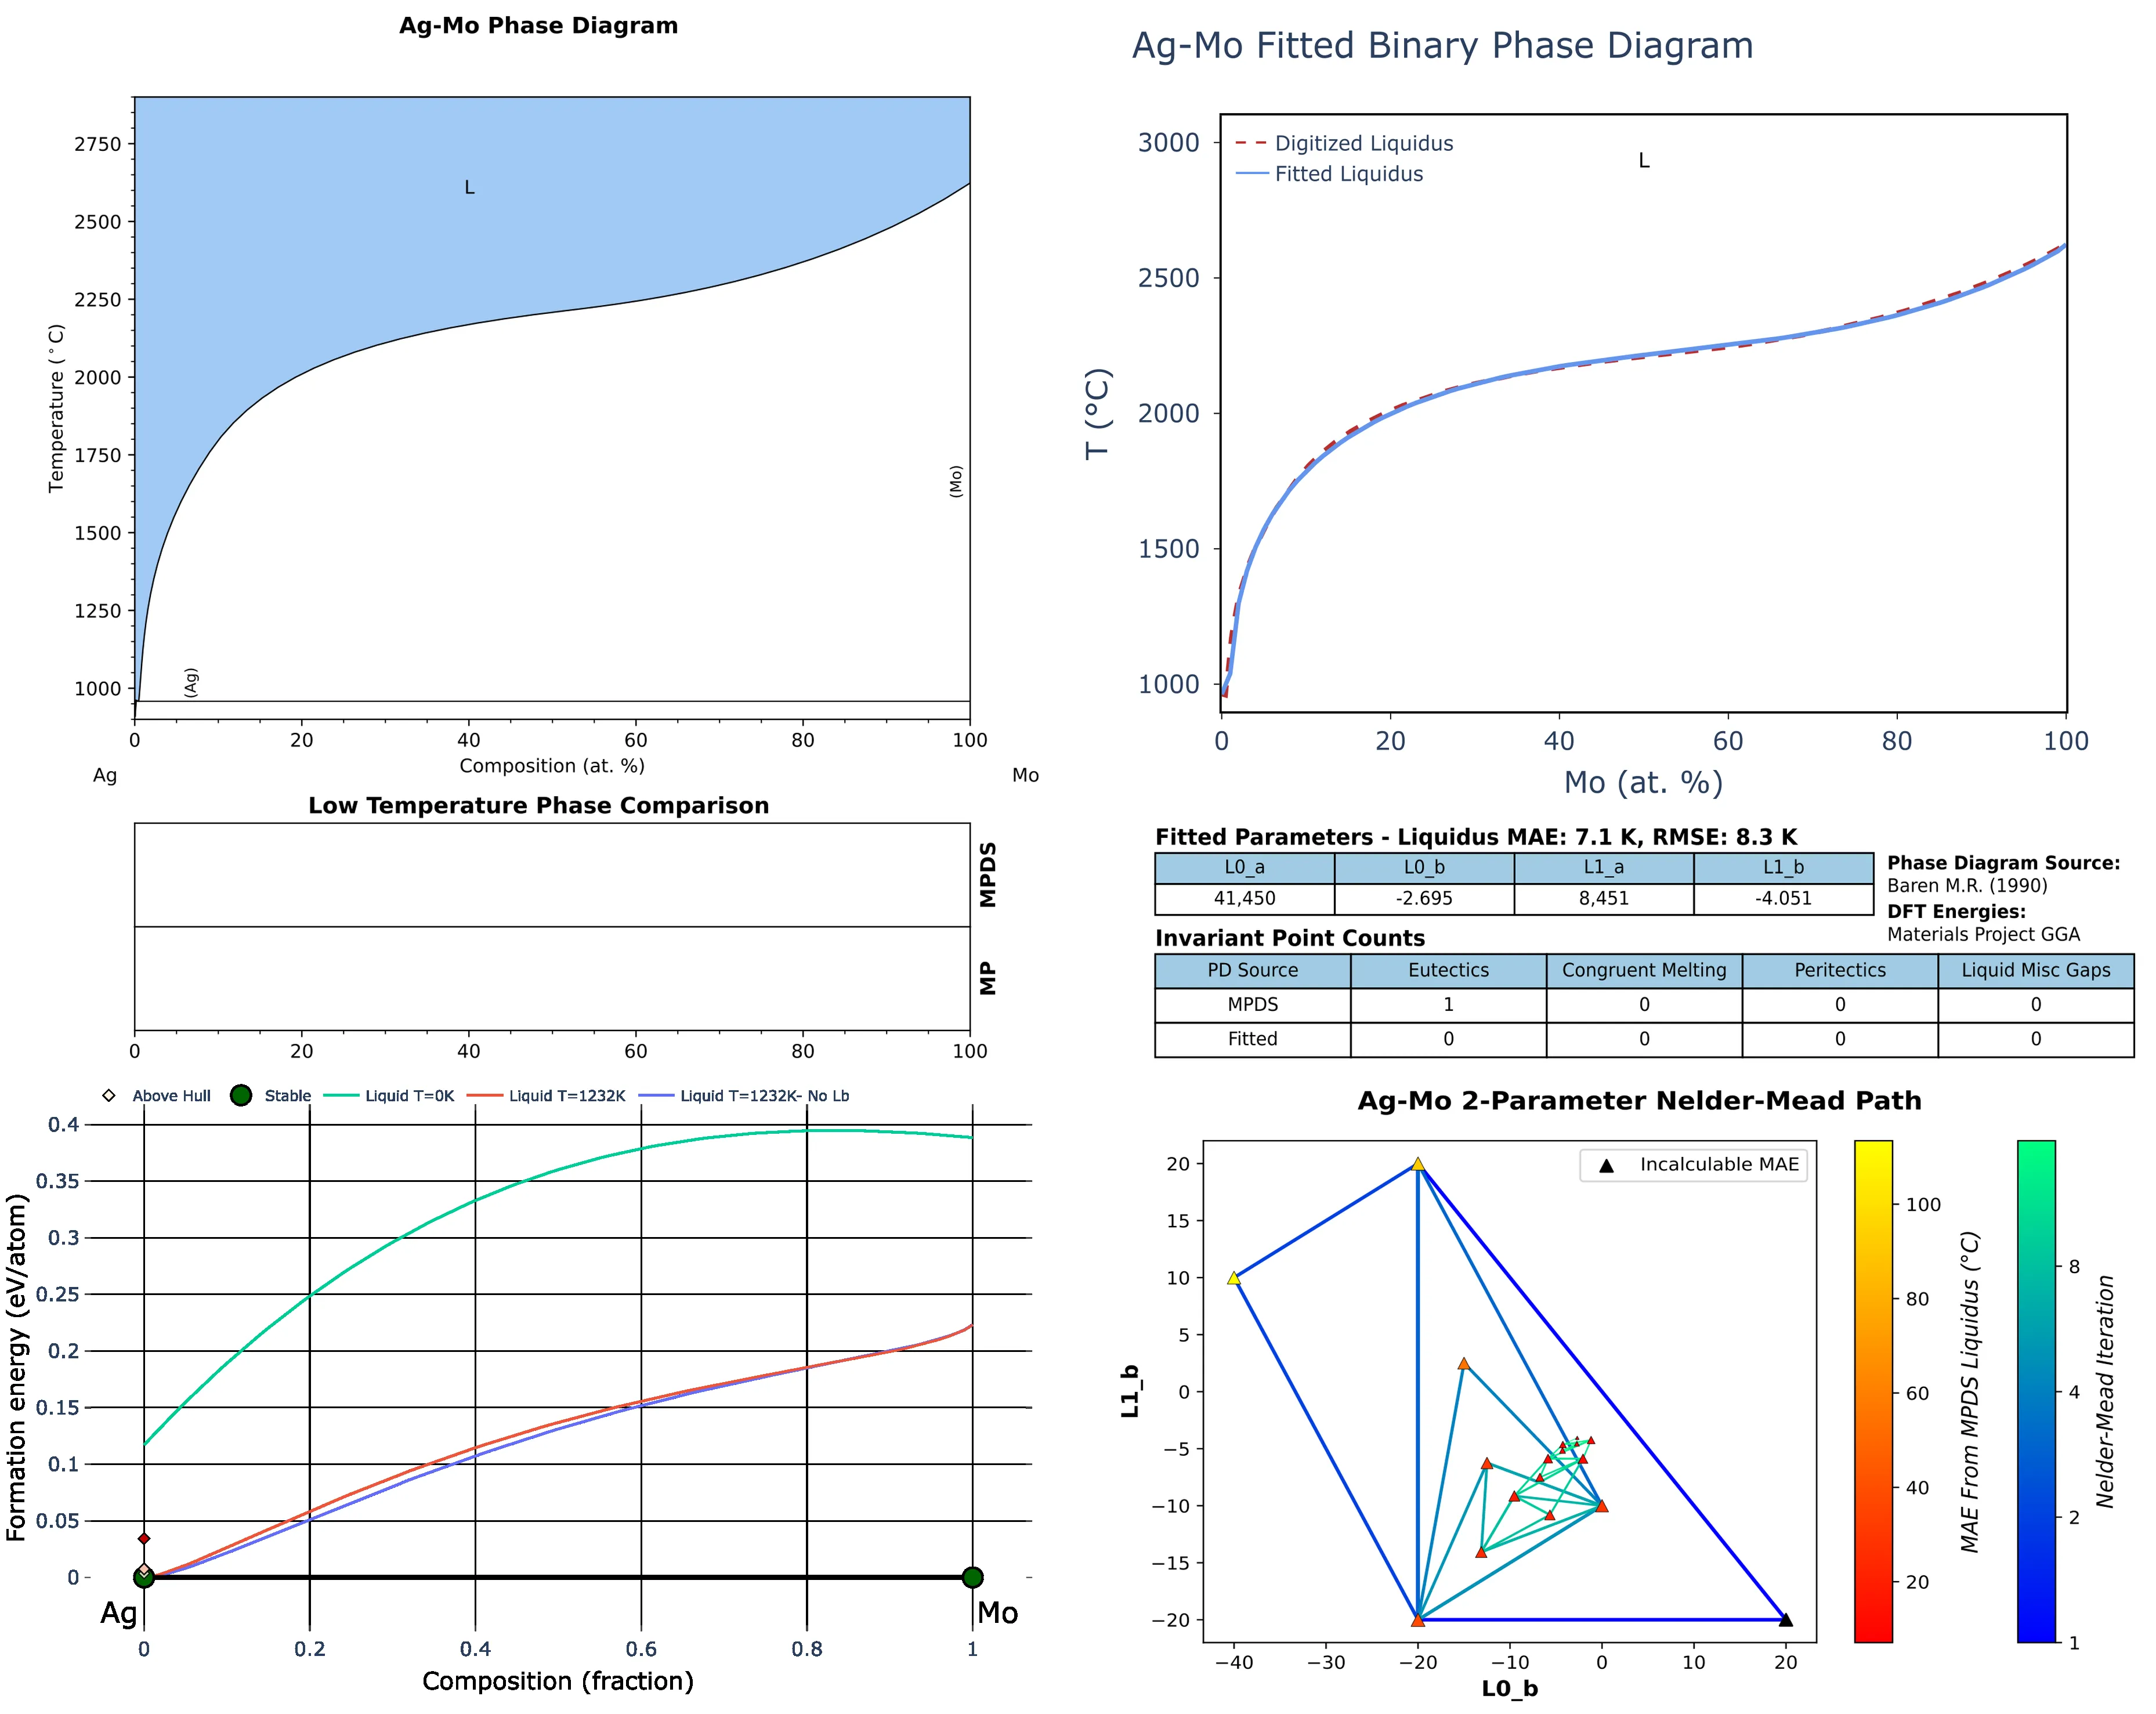 Ag-Mo Phase Diagram
2750
2500
2250
2000
1750
1500
1250
1000
Temperature (°C)
L
(Ag)
(Mo)
0 20 40 60 80 100
Composition (at. %)
Ag Mo
Low Temperature Phase Comparison
MPDS
MP
0 20 40 60 80 100
Above Hull Stable Liquid T=0K Liquid T=1232K Liquid T=1232K- No Lb
0.4
0.35
0.3
0.25
0.2
0.15
0.1
0.05
0
Formation energy (eV/atom)
Ag Mo
0 0.2 0.4 0.6 0.8 1
Composition (fraction)
Ag-Mo Fitted Binary Phase Diagram
Digitized Liquidus
Fitted Liquidus
L
3000
2500
2000
1500
1000
T (°C)
0 20 40 60 80 100
Mo (at. %)
Fitted Parameters - Liquidus MAE: 7.1 K, RMSE: 8.3 K
L0_a L0_b L1_a L1_b
41,450 -2.695 8,451 -4.051
Phase Diagram Source:
Baren M.R. (1990)
DFT Energies:
Materials Project GGA
Invariant Point Counts
PD Source Eutectics Congruent Melting Peritectics Liquid Misc Gaps
MPDS 1 0 0 0
Fitted 0 0 0 0
Ag-Mo 2-Parameter Nelder-Mead Path
Incalculable MAE
20
15
10
5
0
−5
−10
−15
−20
L1_b
−40 −30 −20 −10 0 10 20
L0_b
100
80
60
40
20
MAE From MPDS Liquidus (°C)
8
4
2
1
Nelder-Mead Iteration